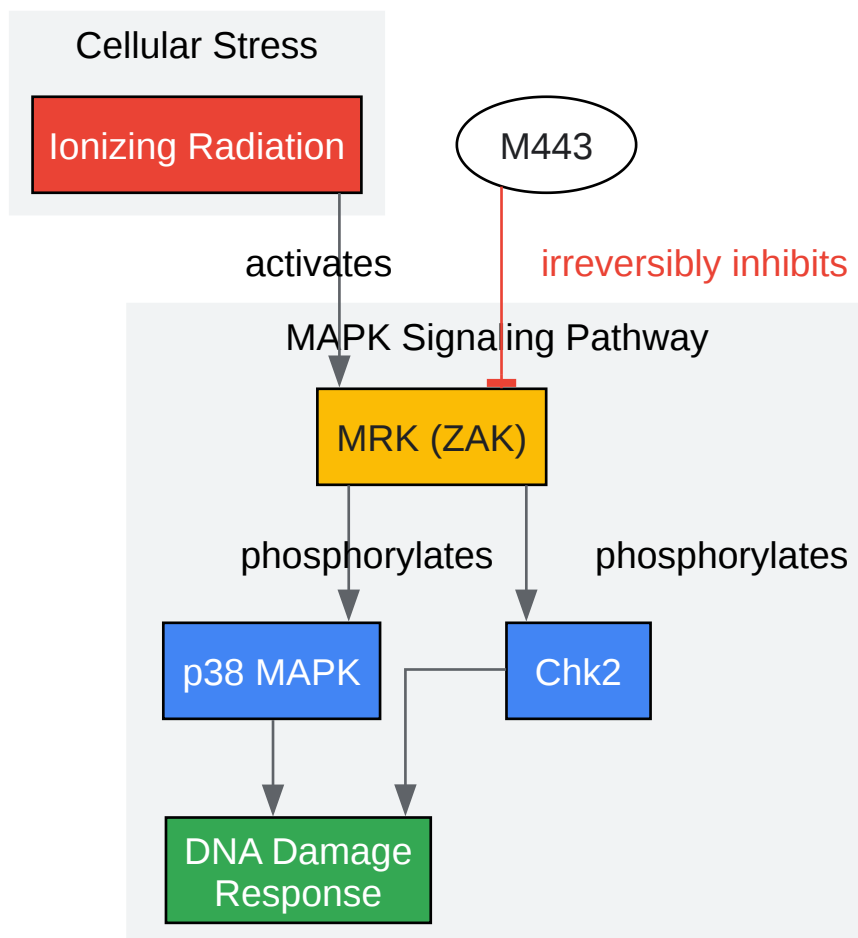 Cellular Stress
Ionizing Radiation
M443
activates
irreversibly inhibits
MAPK Signaling Pathway
MRK (ZAK)
phosphorylates
phosphorylates
p38 MAPK
Chk2
DNA Damage
Response